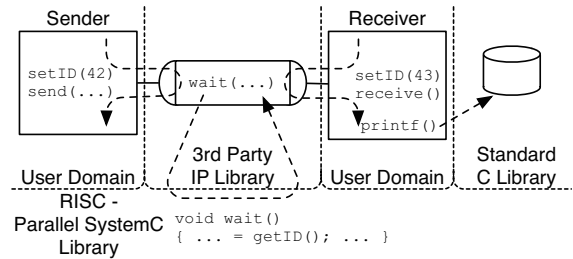 Sender
Receiver
setID(42)
send(...)
wait(...)
setID(43)
receive()
printf()
User Domain
3rd Party
IP Library
User Domain
Standard
C Library
RISC -
Parallel SystemC
Library
void wait()
{ ... = getID(); ... }